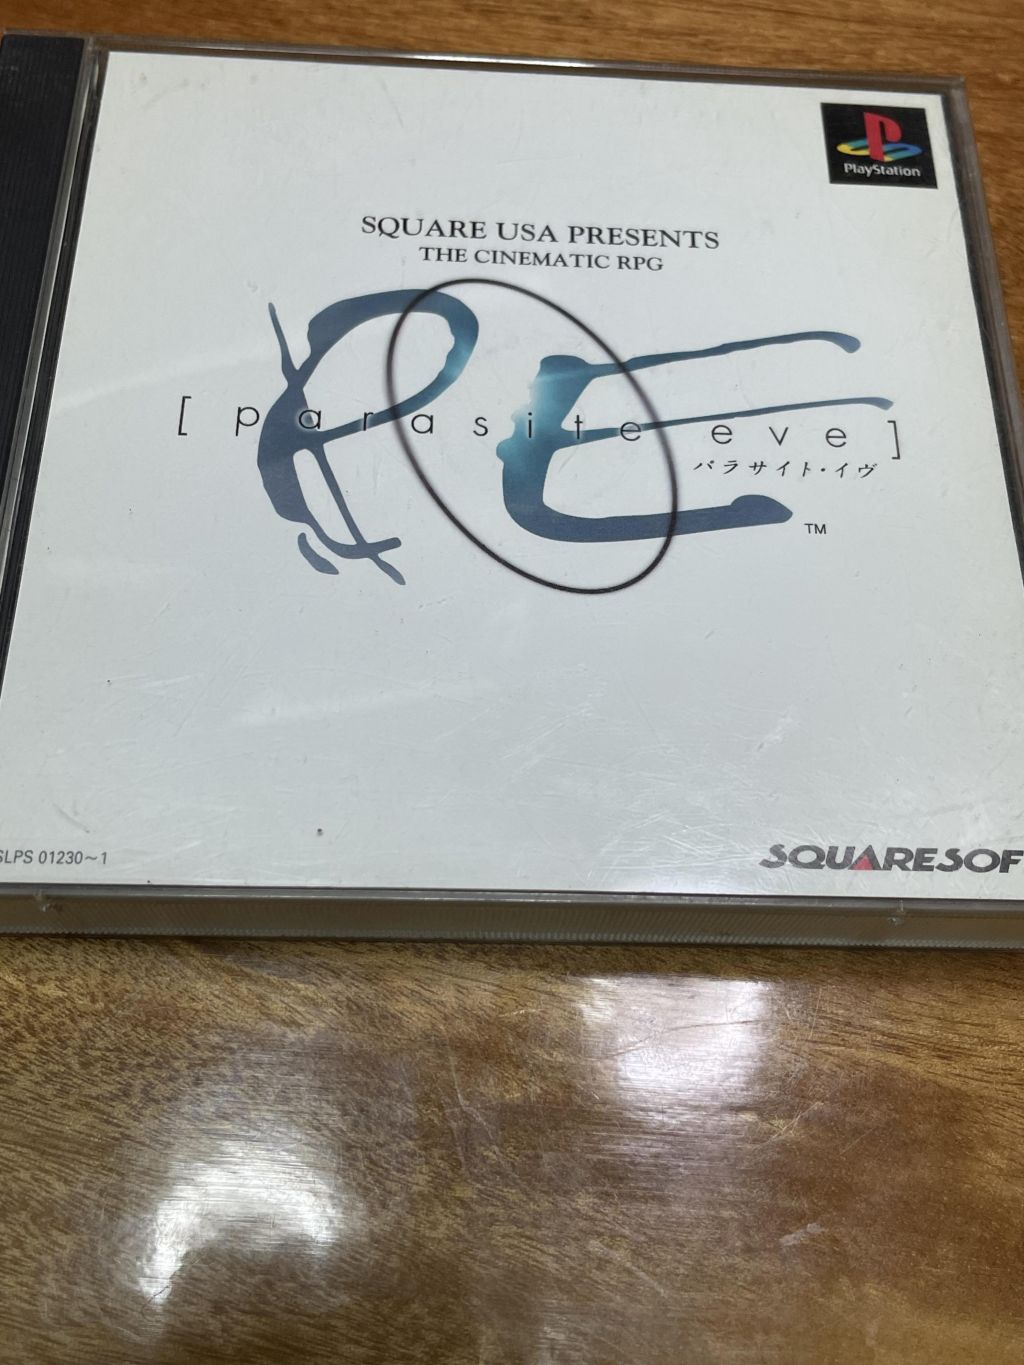 PlayStation
SQUARE USA PRESENTS
THE CINEMATIC RPG
[ parasite eve ]
パラサイト・イヴ
TM
SLPS 01230～1
SQUARESOF